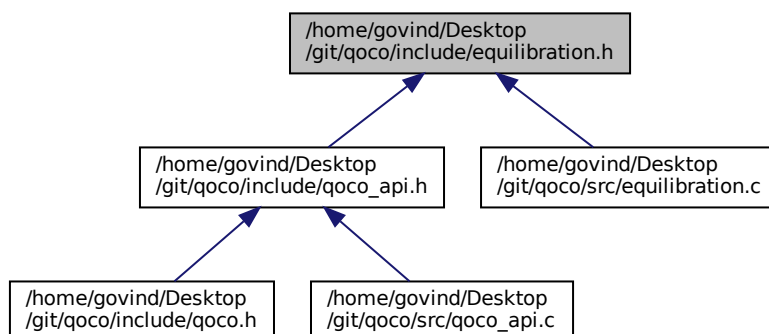 /home/govind/Desktop
/git/qoco/include/equilibration.h
/home/govind/Desktop
/git/qoco/include/qoco_api.h
/home/govind/Desktop
/git/qoco/src/equilibration.c
/home/govind/Desktop
/git/qoco/include/qoco.h
/home/govind/Desktop
/git/qoco/src/qoco_api.c